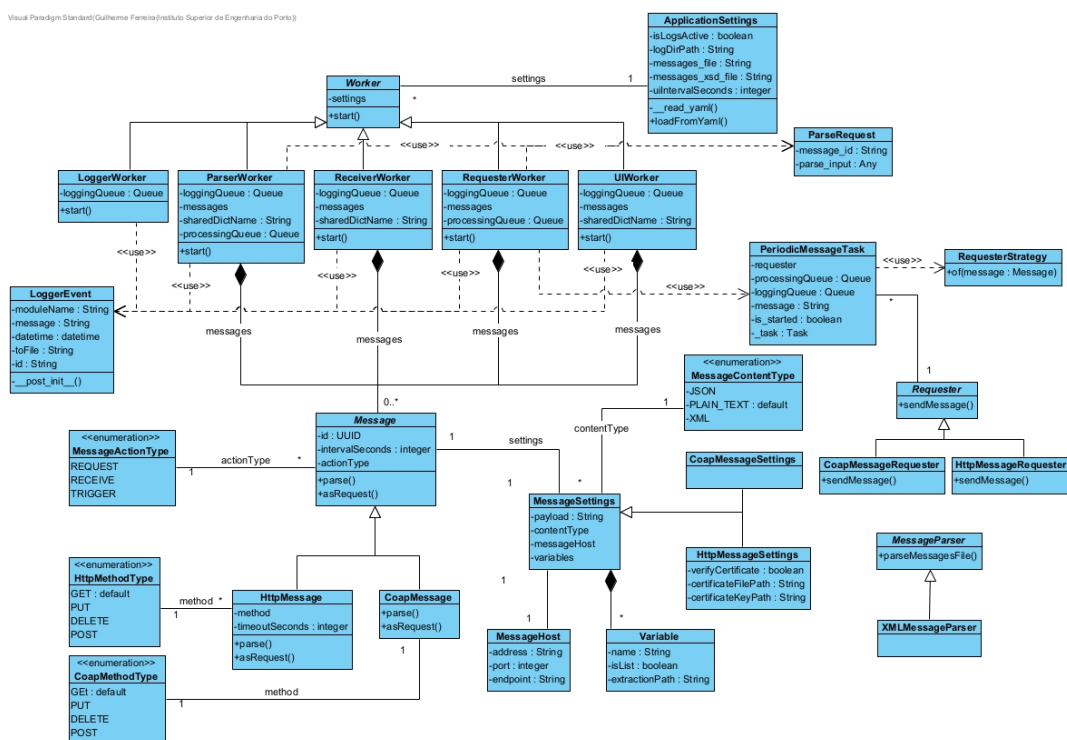 Visual Paradigm Standard(Guilherme Ferreira(Instituto Superior de Engenharia do Porto))
ApplicationSettings
-isLogsActive : boolean
-logDirPath : String
-messages_file : String
-messages_xsd_file : String
-uiIntervalSeconds : integer
-__read_yaml()
+loadFromYaml()
settings
1
*
Worker
-settings
+start()
ParseRequest
-message_id : String
-parse_input : Any
<<use>>
<<use>>
LoggerWorker
-loggingQueue : Queue
+start()
ParserWorker
-loggingQueue : Queue
-messages
-sharedDictName : String
-processingQueue : Queue
+start()
ReceiverWorker
-loggingQueue : Queue
-messages
-sharedDictName : String
+start()
RequesterWorker
-loggingQueue : Queue
-messages
-processingQueue : Queue
+start()
UIWorker
-loggingQueue : Queue
-messages
-sharedDictName : String
+start()
<<use>>
<<use>>
<<use>>
<<use>>
<<use>>
<<use>>
PeriodicMessageTask
-requester
-processingQueue : Queue
-loggingQueue : Queue
-message : String
-is_started : boolean
-_task : Task
<<use>>
RequesterStrategy
+of(message : Message)
LoggerEvent
-moduleName : String
-message : String
-datetime : datetime
-toFile : String
-id : String
-__post_init__()
messages
messages
messages
messages
0..*
*
1
Requester
+sendMessage()
CoapMessageRequester
+sendMessage()
HttpMessageRequester
+sendMessage()
<<enumeration>>
MessageContentType
-JSON
-PLAIN_TEXT : default
-XML
1
contentType
*
<<enumeration>>
MessageActionType
REQUEST
RECEIVE
TRIGGER
actionType
1
*
Message
-id : UUID
-intervalSeconds : integer
-actionType
+parse()
+asRequest()
1
settings
1
CoapMessageSettings
MessageSettings
-payload : String
-contentType
-messageHost
-variables
HttpMessageSettings
-verifyCertificate : boolean
-certificateFilePath : String
-certificateKeyPath : String
MessageParser
+parseMessagesFile()
XMLMessageParser
<<enumeration>>
HttpMethodType
GET : default
PUT
DELETE
POST
method
*
1
HttpMessage
-method
-timeoutSeconds : integer
+parse()
+asRequest()
CoapMessage
+parse()
+asRequest()
1
1
1
*
MessageHost
-address : String
-port : integer
-endpoint : String
Variable
-name : String
-isList : boolean
-extractionPath : String
<<enumeration>>
CoapMethodType
GEt : default
PUT
DELETE
POST
method
1